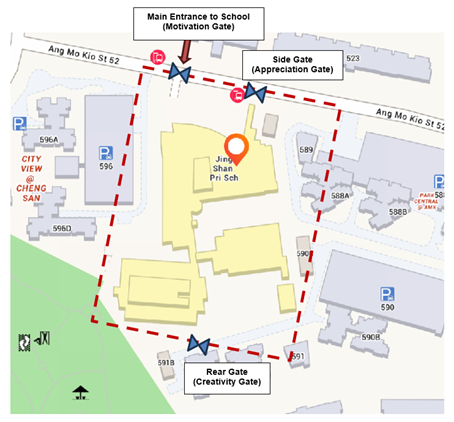 Main Entrance to School
(Motivation Gate)
Ang Mo Kio St 52
Side Gate
(Appreciation Gate)
523
Ang Mo Kio St 52
596A
P
596
P
CITY
VIEW
@
CHENG
SAN
596D
Jing
Shan
Pri Sch
589
588A
588B
P
588
PARK
CENTRAL
@ AMK
590
P
590
590B
591B
591
Rear Gate
(Creativity Gate)